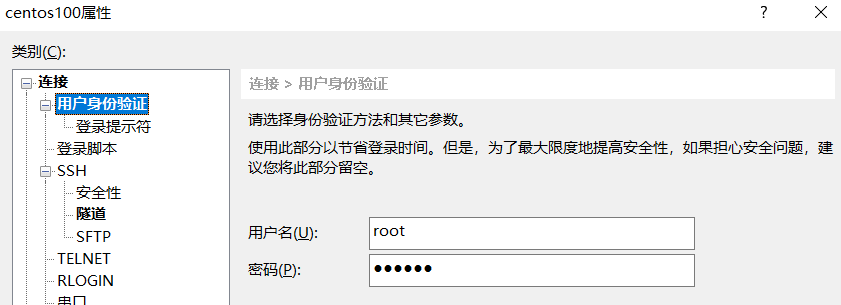 centos100属性
类别(C):
连接
用户身份验证
登录提示符
登录脚本
SSH
安全性
隧道
SFTP
TELNET
RLOGIN
串口
连接 > 用户身份验证
请选择身份验证方法和其它参数。
使用此部分以节省登录时间。但是，为了最大限度地提高安全性，如果担心安全问题，建
议您将此部分留空。
用户名(U): root
密码(P): ●●●●●●